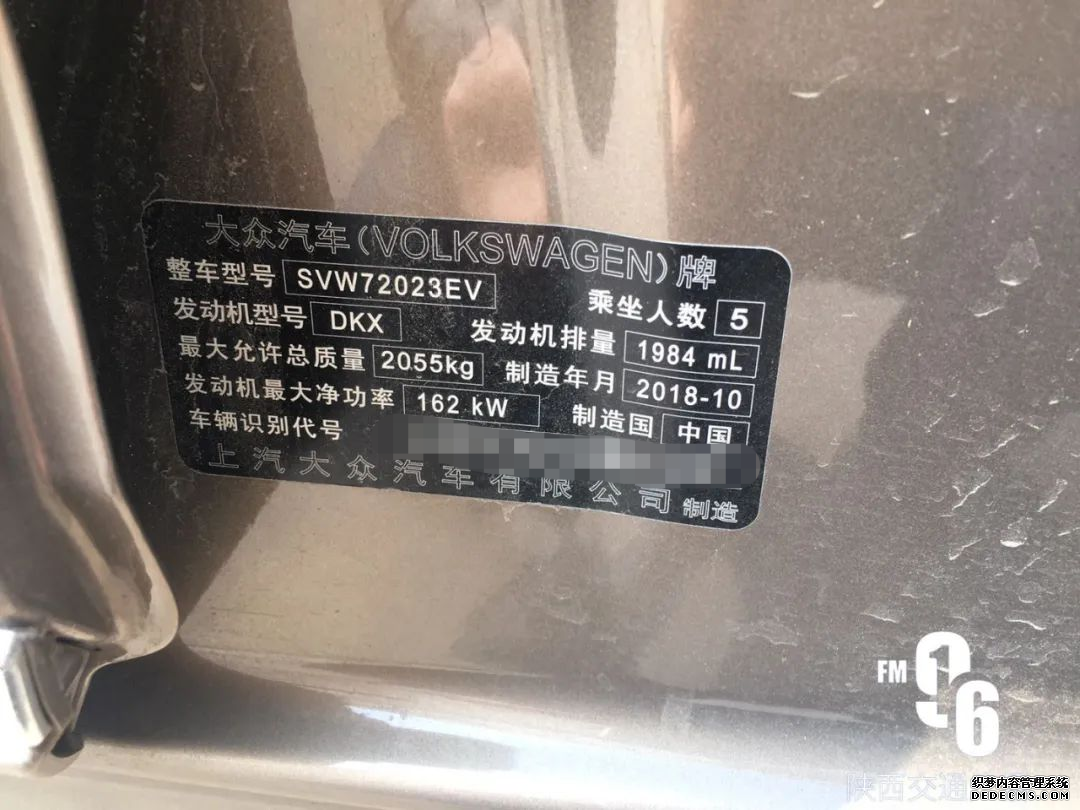 大众汽车(VOLKSWAGEN)牌
整车型号 SVW72023EV 乘坐人数 5
发动机型号 DKX 发动机排量 1984 mL
最大允许总质量 2055kg 制造年月 2018-10
发动机最大净功率 162 kW 制造国 中国
车辆识别代号
上汽大众汽车有限公司 制造
FM 96
陕西交通
织梦内容管理系统
DEDECMS.COM